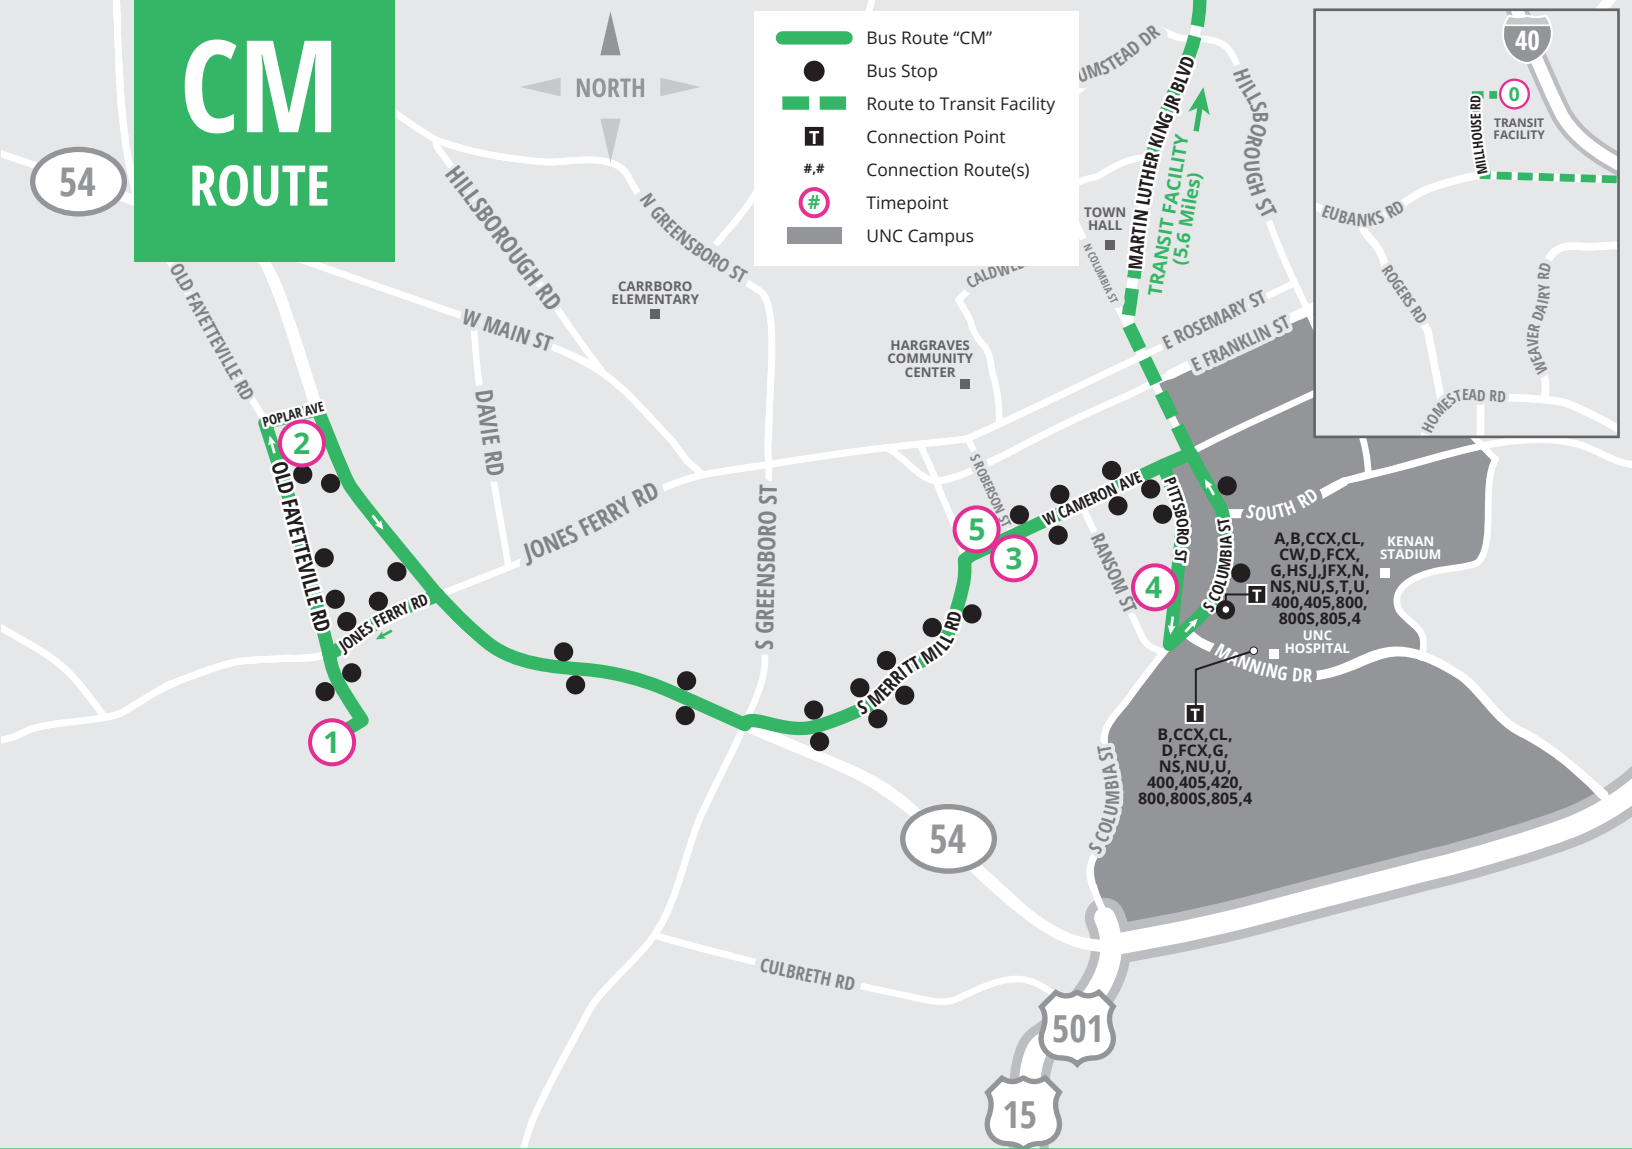 CM
ROUTE
NORTH
Bus Route “CM”
Bus Stop
Route to Transit Facility
T
Connection Point
#,#
Connection Route(s)
#
Timepoint
UNC Campus
40
0
TRANSIT
FACILITY
MILLHOUSE RD
EUBANKS RD
ROGERS RD
WEAVER DAIRY RD
HOMESTEAD RD
54
OLD FAYETTEVILLE RD
HILLSBOROUGH RD
N GREENSBORO ST
CARRBORO
ELEMENTARY
W MAIN ST
DAVIE RD
JONES FERRY RD
S GREENSBORO ST
UMSTEAD DR
HILLSBOROUGH ST
MARTIN LUTHER KING JR BLVD
TRANSIT FACILITY
(5.6 Miles)
TOWN
HALL
N COLUMBIA ST
E ROSEMARY ST
E FRANKLIN ST
HARGRAVES
COMMUNITY
CENTER
POPLAR AVE
2
OLD FAYETTEVILLE RD
JONES FERRY RD
1
S ROBERSON ST
5
3
W CAMERON AVE
RANSOM ST
PITTSBORO ST
4
S COLUMBIA ST
SOUTH RD
A,B,CCX,CL,
CW,D,FCX,
G,HS,J,JFX,N,
NS,NU,S,T,U,
400,405,800,
800S,805,4
T
KENAN
STADIUM
UNC
HOSPITAL
MANNING DR
T
B,CCX,CL,
D,FCX,G,
NS,NU,U,
400,405,420,
800,800S,805,4
S MERRITT MILL RD
S COLUMBIA ST
54
CULBRETH RD
501
15